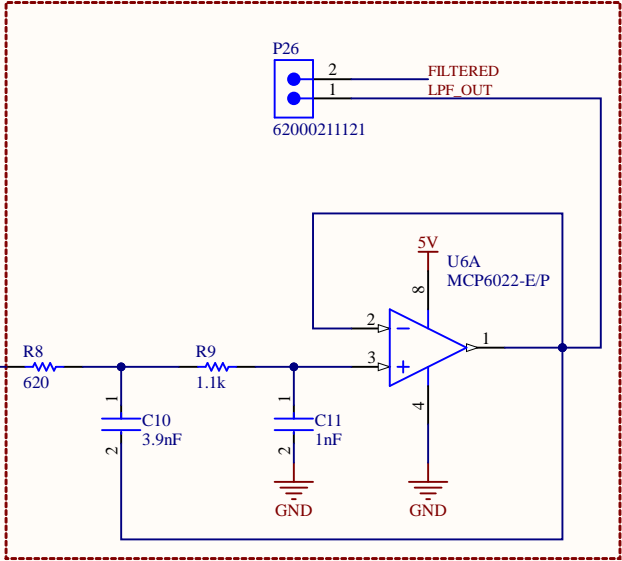 P26
2
FILTERED
1
LPF_OUT
62000211121
5V
U6A
MCP6022-E/P
8
2
1
3
4
R8
620
R9
1.1k
1
C10
3.9nF
2
1
C11
1nF
2
GND
GND